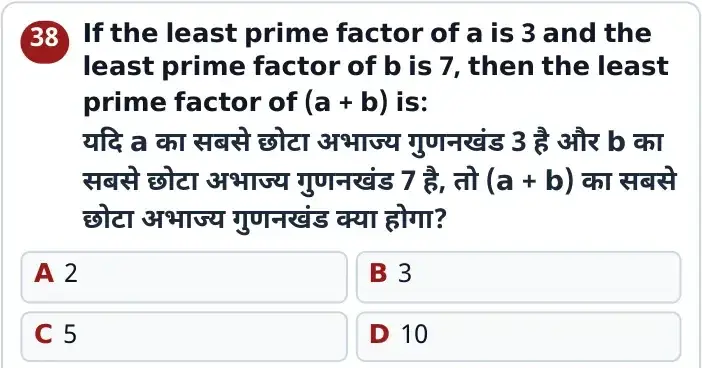 38 If the least prime factor of a is 3 and the
least prime factor of b is 7, then the least
prime factor of (a + b) is:
यदि a का सबसे छोटा अभाज्य गुणनखंड 3 है और b का
सबसे छोटा अभाज्य गुणनखंड 7 है, तो (a + b) का सबसे
छोटा अभाज्य गुणनखंड क्या होगा?
A 2
B 3
C 5
D 10